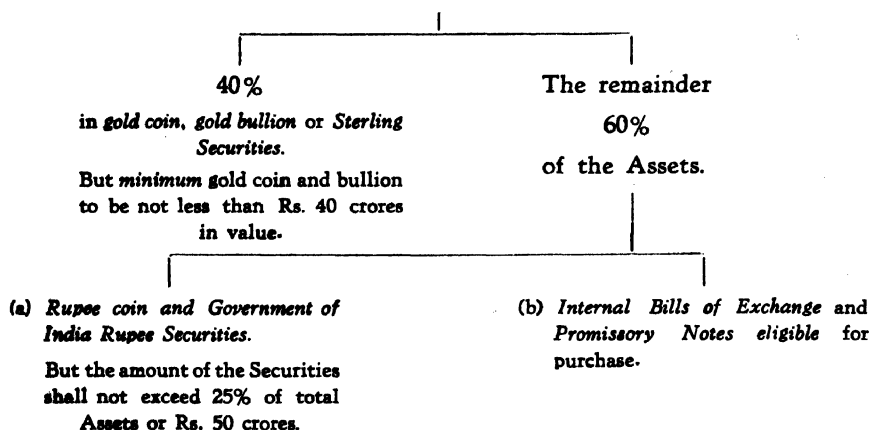 40%
in gold coin, gold bullion or Sterling
Securities.
But minimum gold coin and bullion
to be not less than Rs. 40 crores
in value.
The remainder
60%
of the Assets.
(a) Rupee coin and Government of
India Rupee Securities.
But the amount of the Securities
shall not exceed 25% of total
Assets or Rs. 50 crores.
(b) Internal Bills of Exchange and
Promissory Notes eligible for
purchase.